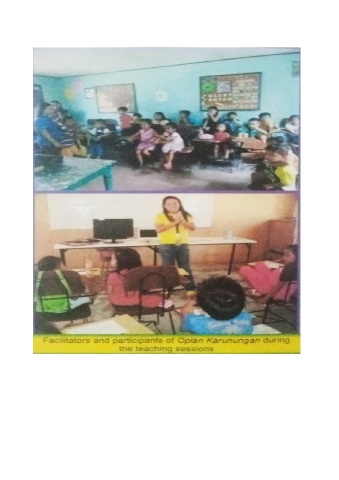 Facilitators and participants of Oplan Karunungan during
the teaching sessions